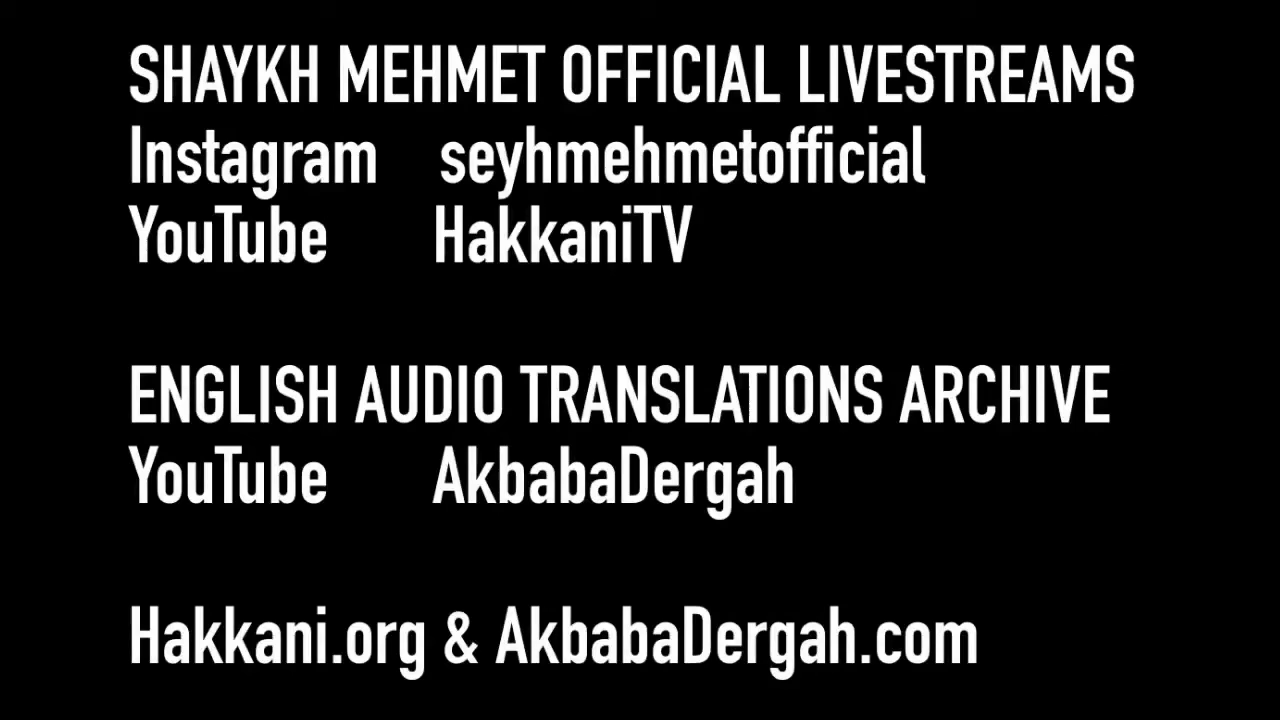 SHAYKH MEHMET OFFICIAL LIVESTREAMS
Instagram seyhmehmetofficial
YouTube HakkaniTV
ENGLISH AUDIO TRANSLATIONS ARCHIVE
YouTube AkbabaDergah
Hakkani.org & AkbabaDergah.com